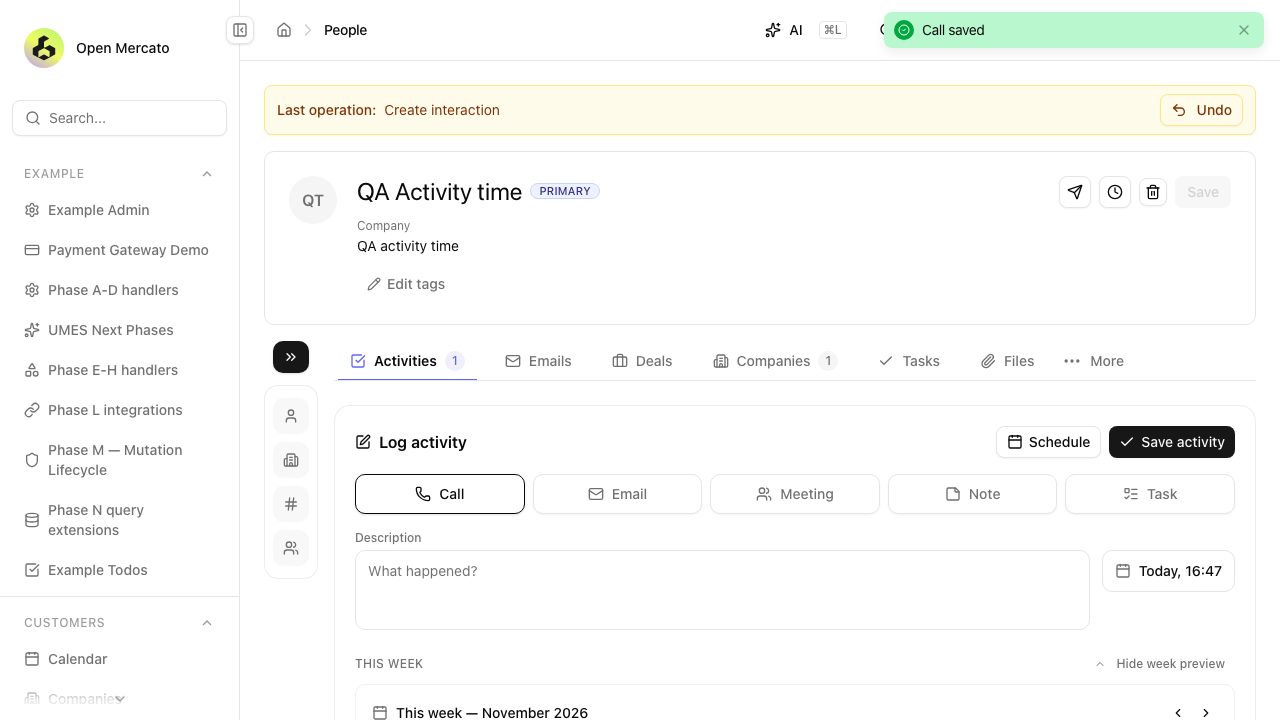 Open Mercato
People
AI
⌘L
Call saved
Search...
Last operation: Create interaction
Undo
EXAMPLE
Example Admin
Payment Gateway Demo
Phase A-D handlers
UMES Next Phases
Phase E-H handlers
Phase L integrations
Phase M — Mutation
Lifecycle
Phase N query
extensions
Example Todos
CUSTOMERS
Calendar
Companies
QT
QA Activity time
PRIMARY
Save
Company
QA activity time
Edit tags
Activities 1
Emails
Deals
Companies 1
Tasks
Files
More
Log activity
Schedule
Save activity
Call
Email
Meeting
Note
Task
Description
What happened?
Today, 16:47
THIS WEEK
Hide week preview
This week — November 2026